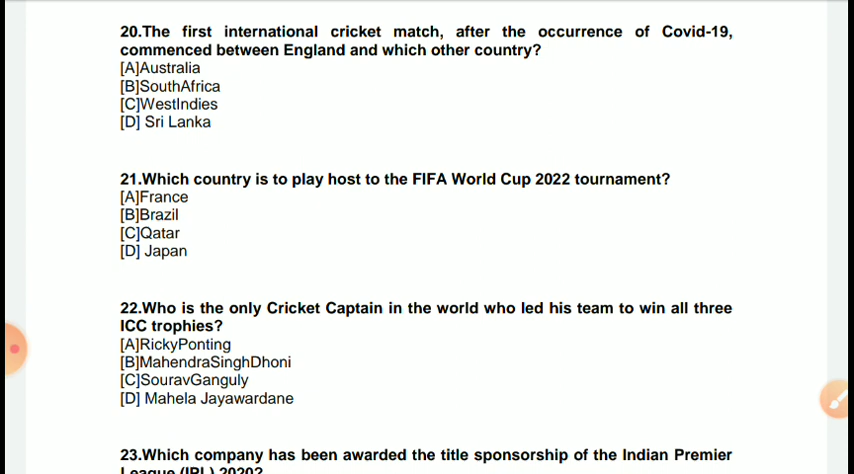 20.The first international cricket match, after the occurrence of Covid-19,
commenced between England and which other country?
[A]Australia
[B]SouthAfrica
[C]WestIndies
[D] Sri Lanka
21.Which country is to play host to the FIFA World Cup 2022 tournament?
[A]France
[B]Brazil
[C]Qatar
[D] Japan
22.Who is the only Cricket Captain in the world who led his team to win all three
ICC trophies?
[A]RickyPonting
[B]MahendraSinghDhoni
[C]SouravGanguly
[D] Mahela Jayawardane
23.Which company has been awarded the title sponsorship of the Indian Premier
League (IPL) 2020?